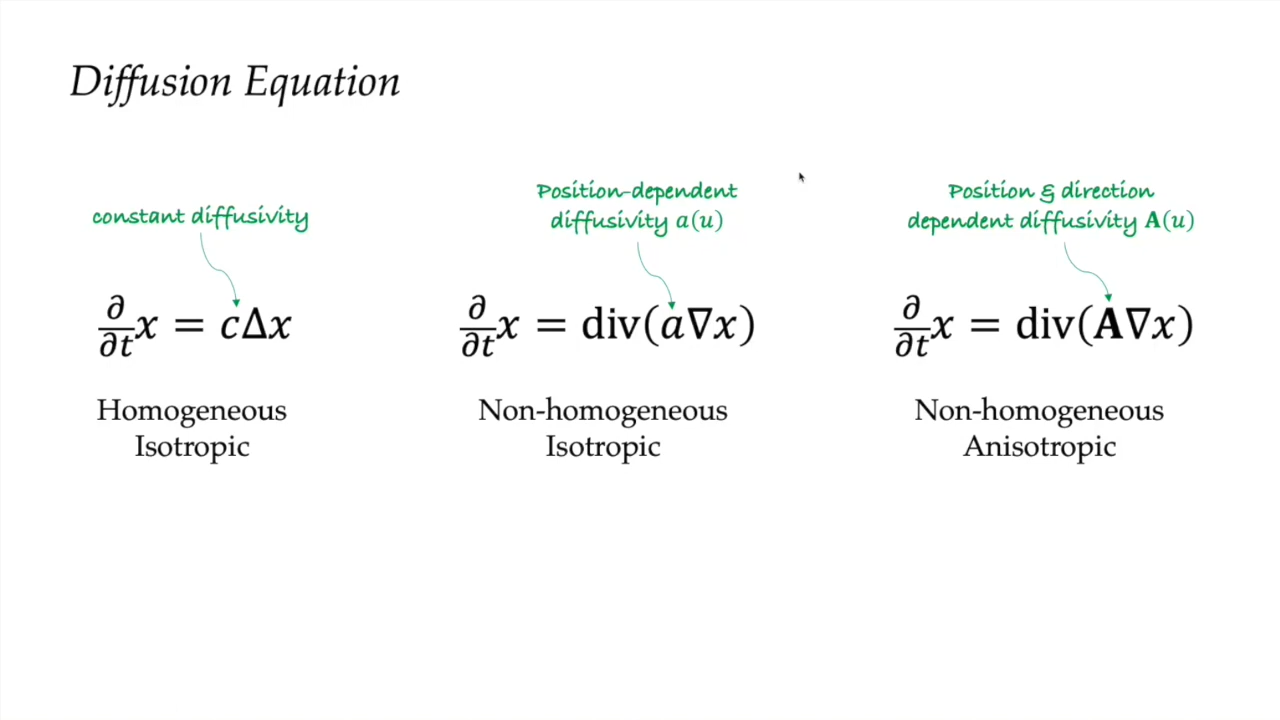 Diffusion Equation
constant diffusivity
Position-dependent
diffusivity a(u)
Position & direction
dependent diffusivity A(u)
∂/∂t x = cΔx
∂/∂t x = div(a∇x)
∂/∂t x = div(A∇x)
Homogeneous
Isotropic
Non-homogeneous
Isotropic
Non-homogeneous
Anisotropic